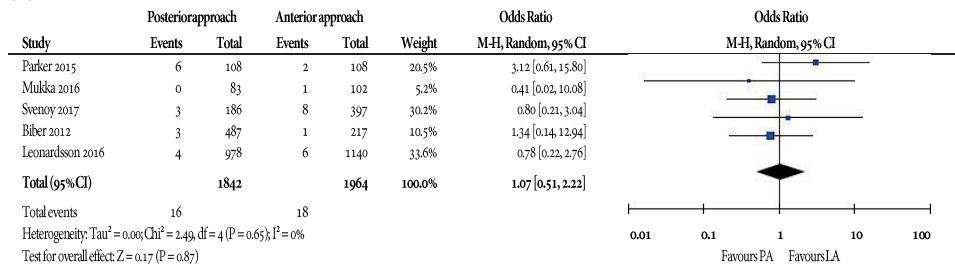 Posterior approach Anterior approach Odds Ratio Odds Ratio
Study Events Total Events Total Weight M-H, Random, 95% CI M-H, Random, 95% CI
Parker 2015 6 108 2 108 20.5% 3.12 [0.61, 15.80]
Mukka 2016 0 83 1 102 5.2% 0.41 [0.02, 10.08]
Svenoy 2017 3 186 8 397 30.2% 0.80 [0.21, 3.04]
Biber 2012 3 487 1 217 10.5% 1.34 [0.14, 12.94]
Leonardsson 2016 4 978 6 1140 33.6% 0.78 [0.22, 2.76]
Total (95% CI) 1842 1964 100.0% 1.07 [0.51, 2.22]
Total events 16 18
Heterogeneity: Tau² = 0.00; Chi² = 2.49, df = 4 (P = 0.65); I² = 0%
Test for overall effect: Z = 0.17 (P = 0.87)
0.01 0.1 1 10 100
Favours PA Favours LA